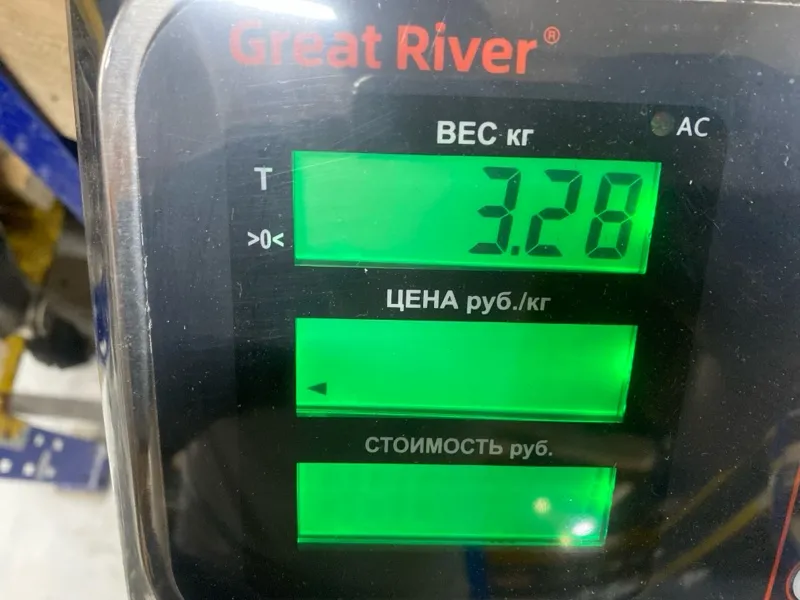 Great River®
ВЕС кг
AC
T
3.28
>0<
ЦЕНА руб./кг
СТОИМОСТЬ руб.